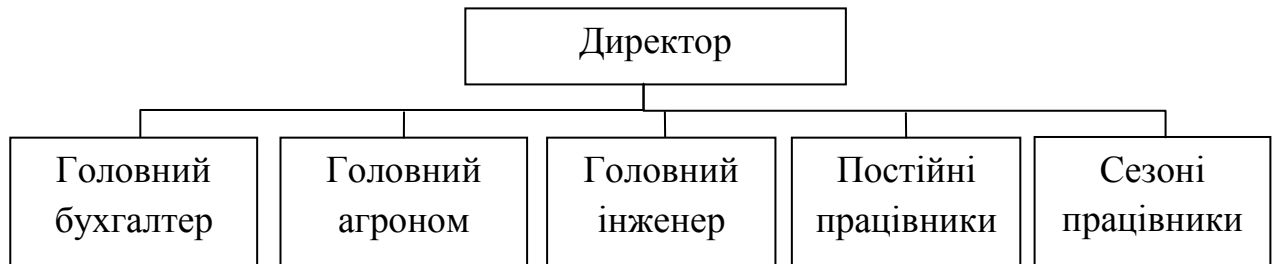 Директор
Головний
бухгалтер
Головний
агроном
Головний
інженер
Постійні
працівники
Сезоні
працівники